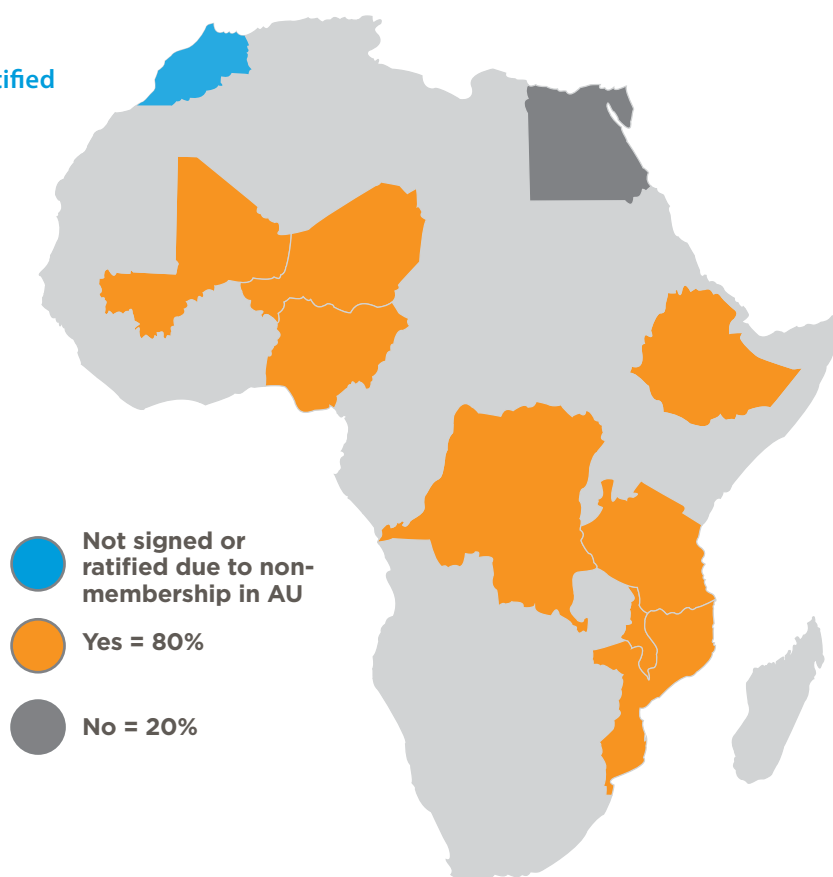 tified
Not signed or
ratified due to non-
membership in AU
Yes = 80%
No = 20%